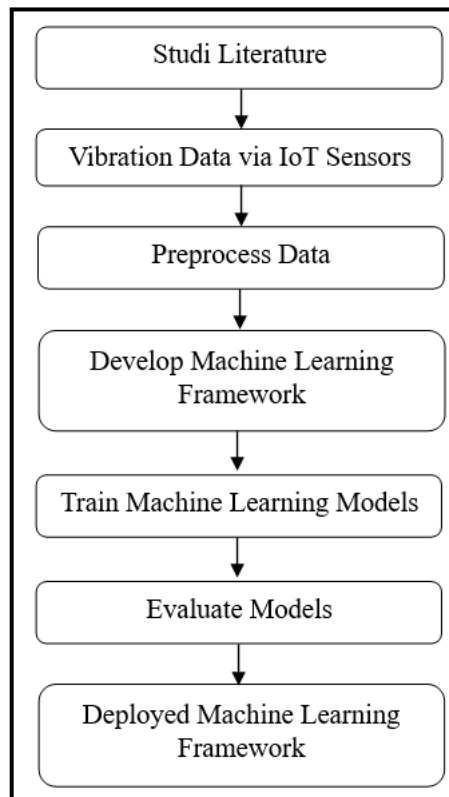 Studi Literature
Vibration Data via IoT Sensors
Preprocess Data
Develop Machine Learning
Framework
Train Machine Learning Models
Evaluate Models
Deployed Machine Learning
Framework